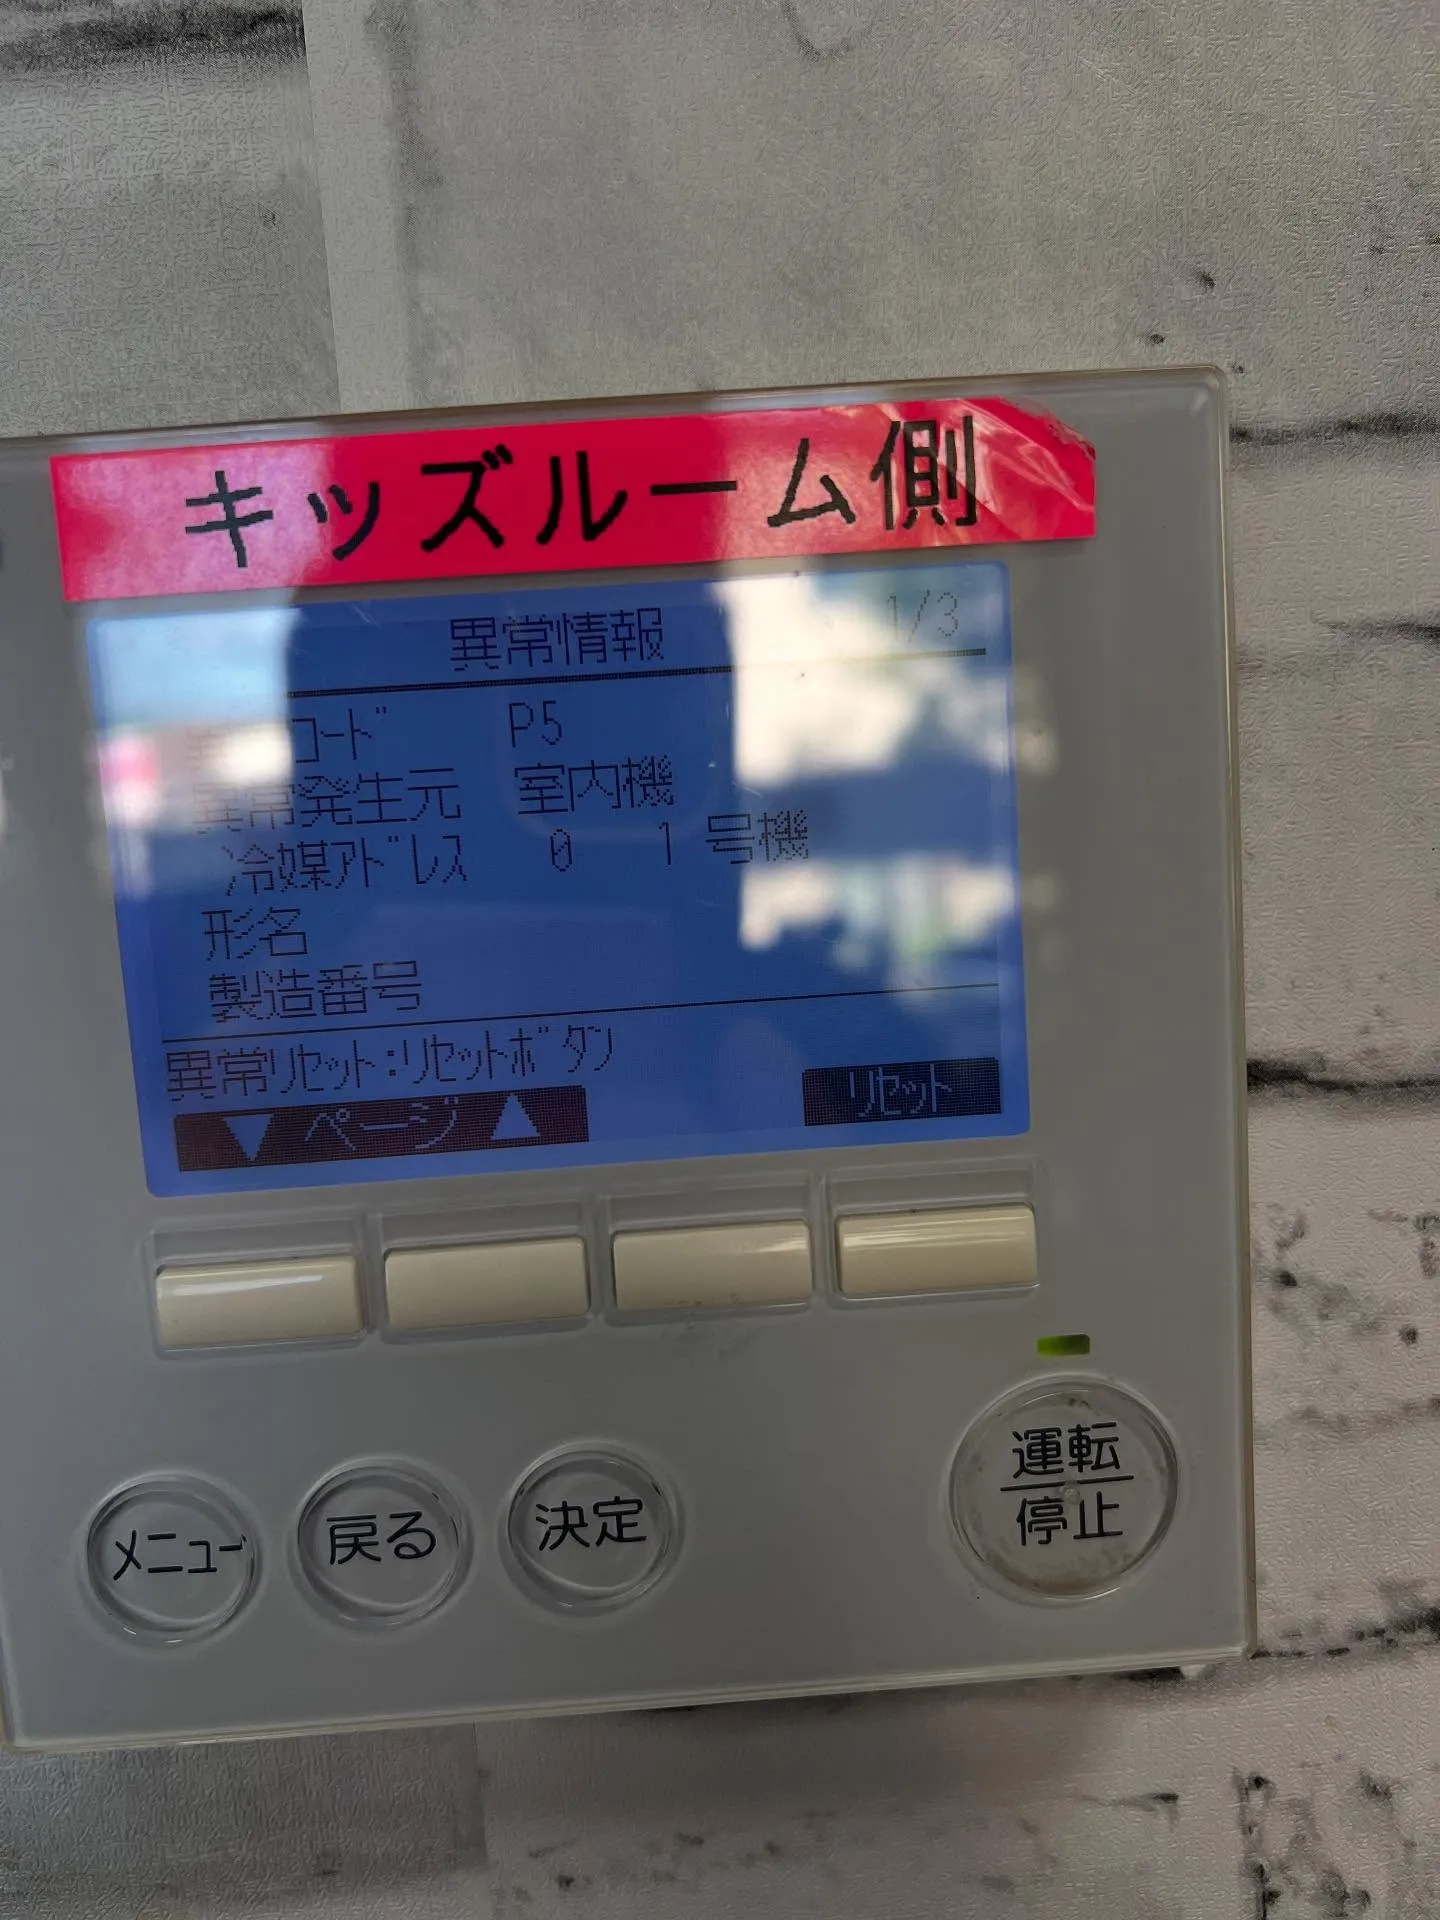 キッズルーム側
異常情報 1/3
コード P5
異常発生元 室内機
冷媒アドレス 0 1 号機
形名
製造番号
異常リセット:リセットボタン
▼ ページ ▲ リセット
メニュー 戻る 決定 運転
停止